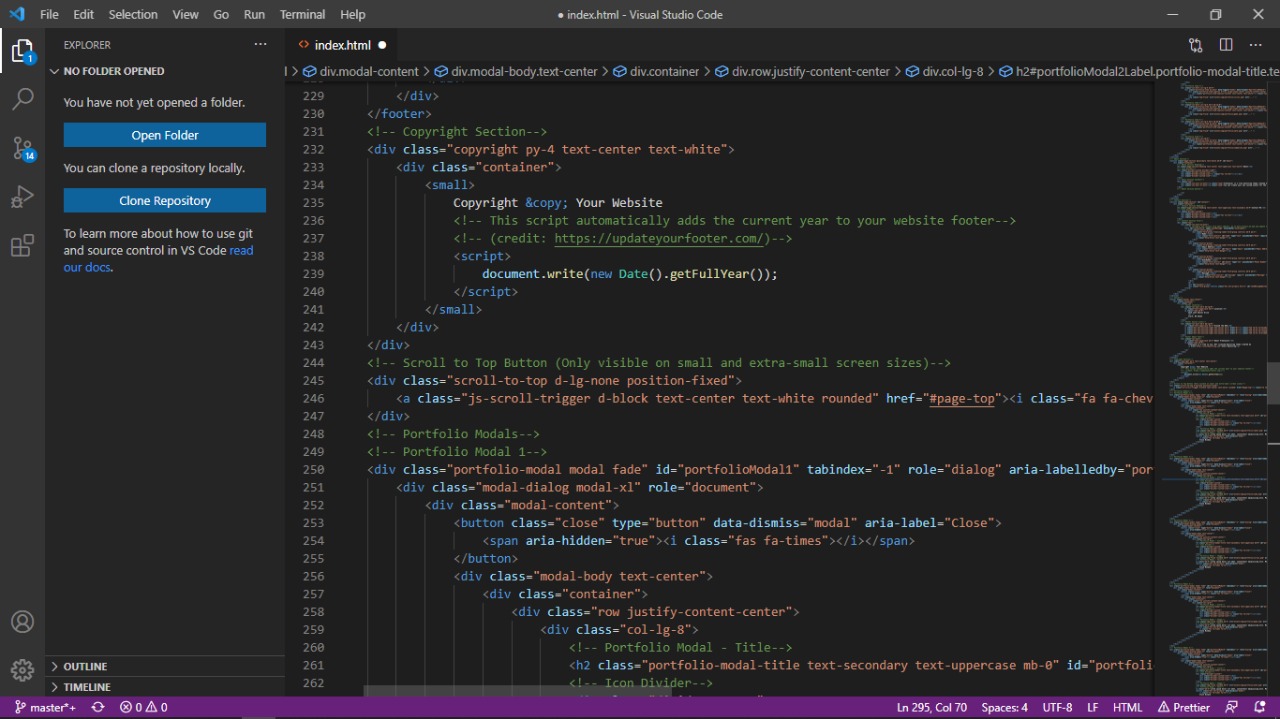 File Edit Selection View Go Run Terminal Help
● index.html - Visual Studio Code
EXPLORER
NO FOLDER OPENED
You have not yet opened a folder.
Open Folder
You can clone a repository locally.
Clone Repository
To learn more about how to use git
and source control in VS Code read
our docs.
OUTLINE
TIMELINE
1
14
<> index.html ●
div.modal-content > div.modal-body.text-center > div.container > div.row.justify-content-center > div.col-lg-8 > h2#portfolioModal2Label.portfolio-modal-title.te
229 </div>
230 </footer>
231 <!-- Copyright Section-->
232 <div class="copyright py-4 text-center text-white">
233 <div class="container">
234 <small>
235 Copyright &copy; Your Website
236 <!-- This script automatically adds the current year to your website footer-->
237 <!-- (credit: https://updateyourfooter.com/)-->
238 <script>
239 document.write(new Date().getFullYear());
240 </script>
241 </small>
242 </div>
243 </div>
244 <!-- Scroll to Top Button (Only visible on small and extra-small screen sizes)-->
245 <div class="scroll-to-top d-lg-none position-fixed">
246 <a class="js-scroll-trigger d-block text-center text-white rounded" href="#page-top"><i class="fa fa-chev
247 </div>
248 <!-- Portfolio Modals-->
249 <!-- Portfolio Modal 1-->
250 <div class="portfolio-modal modal fade" id="portfolioModal1" tabindex="-1" role="dialog" aria-labelledby="por
251 <div class="modal-dialog modal-xl" role="document">
252 <div class="modal-content">
253 <button class="close" type="button" data-dismiss="modal" aria-label="Close">
254 <span aria-hidden="true"><i class="fas fa-times"></i></span>
255 </button>
256 <div class="modal-body text-center">
257 <div class="container">
258 <div class="row justify-content-center">
259 <div class="col-lg-8">
260 <!-- Portfolio Modal - Title-->
261 <h2 class="portfolio-modal-title text-secondary text-uppercase mb-0" id="portfolio
262 <!-- Icon Divider-->
master*+ 0 0 Ln 295, Col 70 Spaces: 4 UTF-8 LF HTML Prettier